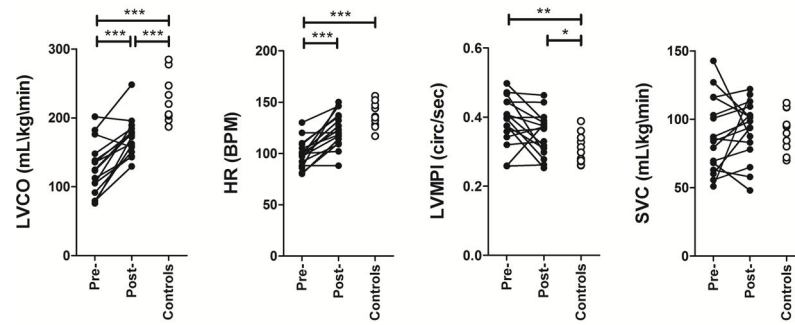 ***
*** ***
LVCO (mL\kg\min)
300
200
100
0
Pre-
Post-
Controls
***
***
HR (BPM)
200
150
100
50
0
Pre-
Post-
Controls
**
*
LVMPI (circ/sec)
0.6
0.4
0.2
0.0
Pre-
Post-
Controls
SVC (mL\kg\min)
150
100
50
0
Pre-
Post-
Controls